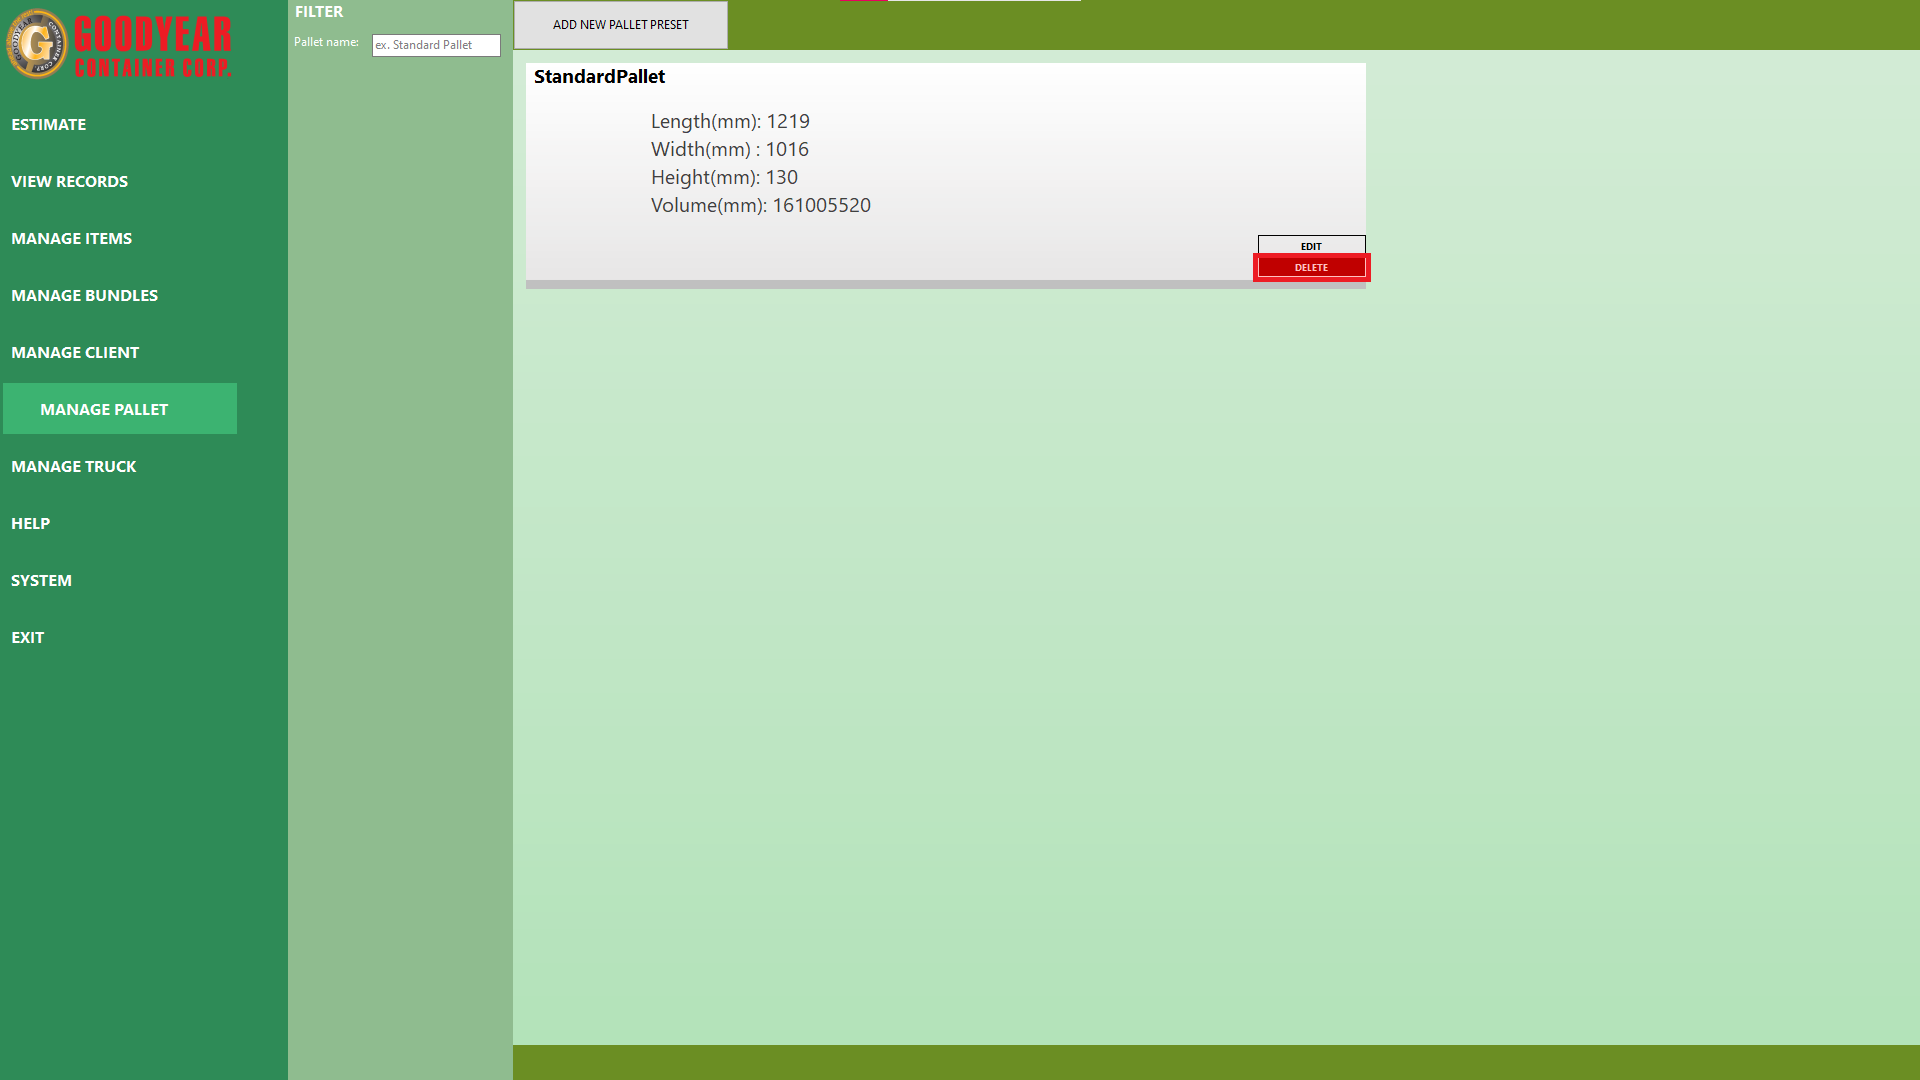 GOODYEAR
CONTAINER CORP.
ESTIMATE
VIEW RECORDS
MANAGE ITEMS
MANAGE BUNDLES
MANAGE CLIENT
MANAGE PALLET
MANAGE TRUCK
HELP
SYSTEM
EXIT
FILTER
Pallet name: ex. Standard Pallet
ADD NEW PALLET PRESET
StandardPallet
Length(mm): 1219
Width(mm) : 1016
Height(mm): 130
Volume(mm): 161005520
EDIT
DELETE